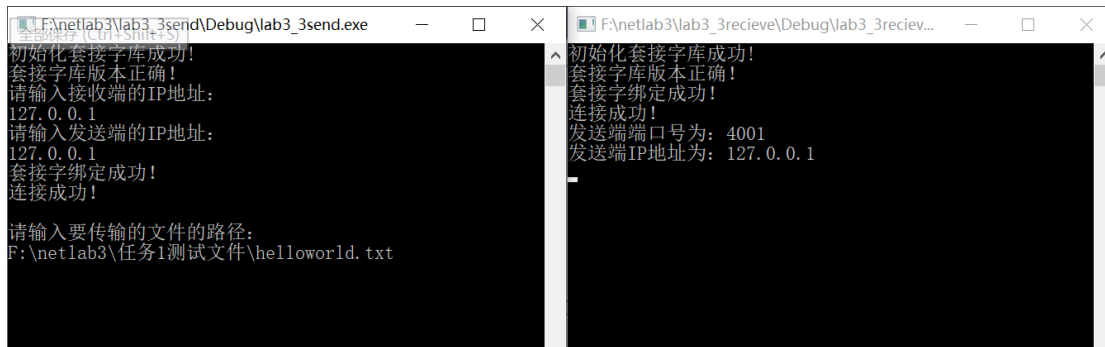 F:\netlab3\lab3_3send\Debug\lab3_3send.exe
全部保存 (Ctrl+Shift+S)
初始化套接字库成功!
套接字库版本正确!
请输入接收端的IP地址:
127.0.0.1
请输入发送端的IP地址:
127.0.0.1
套接字绑定成功!
连接成功!
请输入要传输的文件的路径:
F:\netlab3\任务1测试文件\helloworld.txt
F:\netlab3\lab3_3recieve\Debug\lab3_3reciev...
初始化套接字库成功!
套接字库版本正确!
套接字绑定成功!
连接成功!
发送端端口号为: 4001
发送端IP地址为: 127.0.0.1